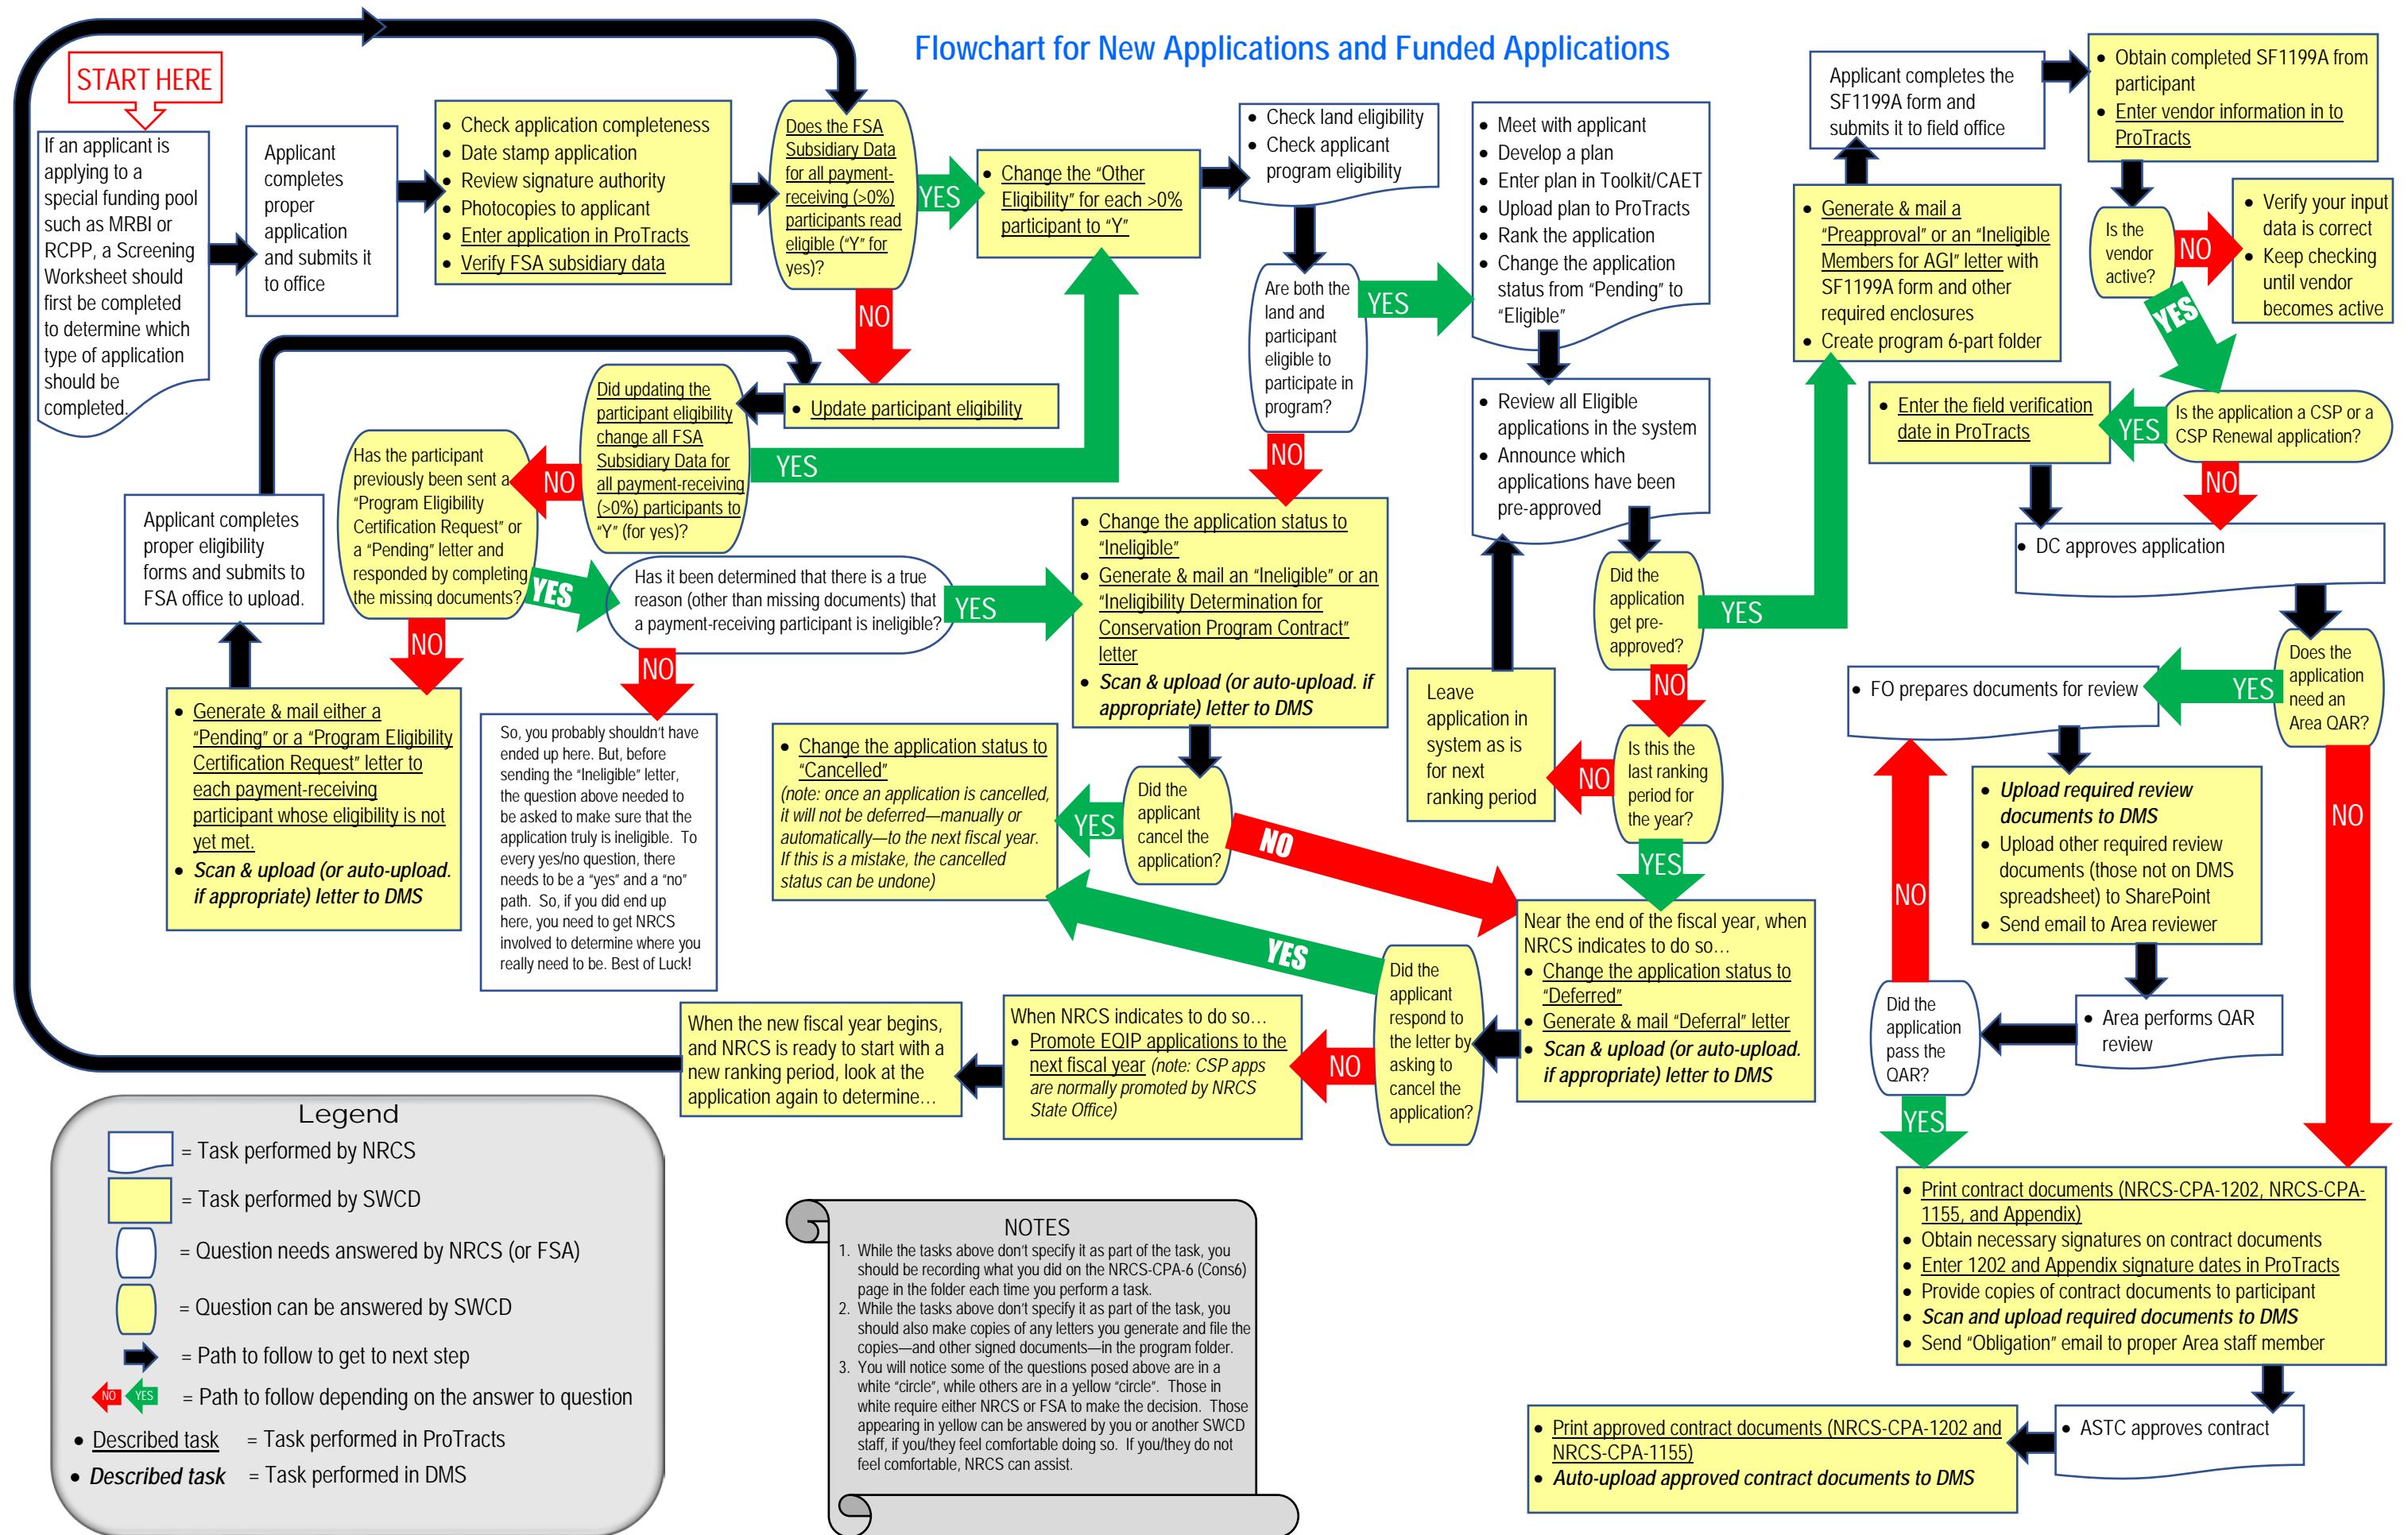 Flowchart for New Applications and Funded Applications
START HERE
If an applicant is
applying to a
special funding pool
such as MRBI or
RCPP, a Screening
Worksheet should
first be completed
to determine which
type of application
should be
completed.
Applicant
completes
proper
application
and submits it
to office
• Check application completeness
• Date stamp application
• Review signature authority
• Photocopies to applicant
• Enter application in ProTracts
• Verify FSA subsidiary data
Does the FSA
Subsidiary Data
for all payment-
receiving (>0%)
participants read
eligible ("Y" for
yes)?
YES
NO
• Change the "Other
Eligibility" for each >0%
participant to "Y"
• Check land eligibility
• Check applicant
program eligibility
Are both the
land and
participant
eligible to
participate in
program?
YES
NO
• Meet with applicant
• Develop a plan
• Enter plan in Toolkit/CAET
• Upload plan to ProTracts
• Rank the application
• Change the application
status from "Pending" to
"Eligible"
• Review all Eligible
applications in the system
• Announce which
applications have been
pre-approved
Did the
application
get pre-
approved?
YES
NO
• Update participant eligibility
Did updating the
participant eligibility
change all FSA
Subsidiary Data for
all payment-receiving
(>0%) participants to
"Y" (for yes)?
YES
NO
Has the participant
previously been sent a
"Program Eligibility
Certification Request" or
a "Pending" letter and
responded by completing
the missing documents?
YES
NO
Applicant completes
proper eligibility
forms and submits to
FSA office to upload.
• Generate & mail either a
"Pending" or a "Program Eligibility
Certification Request" letter to
each payment-receiving
participant whose eligibility is not
yet met.
• Scan & upload (or auto-upload. if
appropriate) letter to DMS
Has it been determined that there is a true
reason (other than missing documents) that
a payment-receiving participant is ineligible?
YES
NO
So, you probably shouldn't have
ended up here. But, before
sending the "Ineligible" letter,
the question above needed to
be asked to make sure that the
application truly is ineligible. To
every yes/no question, there
needs to be a "yes" and a "no"
path. So, if you did end up
here, you need to get NRCS
involved to determine where you
really need to be. Best of Luck!
• Change the application status to
"Ineligible"
• Generate & mail an "Ineligible" or an
"Ineligibility Determination for
Conservation Program Contract"
letter
• Scan & upload (or auto-upload. if
appropriate) letter to DMS
Did the
applicant
cancel the
application?
YES
NO
• Change the application status to
"Cancelled"
(note: once an application is cancelled,
it will not be deferred—manually or
automatically—to the next fiscal year.
If this is a mistake, the cancelled
status can be undone)
Leave
application in
system as is
for next
ranking period
NO
Is this the
last ranking
period for
the year?
YES
Near the end of the fiscal year, when
NRCS indicates to do so…
• Change the application status to
"Deferred"
• Generate & mail "Deferral" letter
• Scan & upload (or auto-upload.
if appropriate) letter to DMS
Did the
applicant
respond to
the letter by
asking to
cancel the
application?
YES
NO
When NRCS indicates to do so…
• Promote EQIP applications to the
next fiscal year (note: CSP apps
are normally promoted by NRCS
State Office)
When the new fiscal year begins,
and NRCS is ready to start with a
new ranking period, look at the
application again to determine…
• Generate & mail a
"Preapproval" or an "Ineligible
Members for AGI" letter with
SF1199A form and other
required enclosures
• Create program 6-part folder
Applicant completes the
SF1199A form and
submits it to field office
• Obtain completed SF1199A from
participant
• Enter vendor information in to
ProTracts
Is the
vendor
active?
NO
YES
• Verify your input
data is correct
• Keep checking
until vendor
becomes active
Is the application a CSP or a
CSP Renewal application?
YES
NO
• Enter the field verification
date in ProTracts
• DC approves application
Does the
application
need an
Area QAR?
YES
NO
• FO prepares documents for review
• Upload required review
documents to DMS
• Upload other required review
documents (those not on DMS
spreadsheet) to SharePoint
• Send email to Area reviewer
• Area performs QAR
review
Did the
application
pass the
QAR?
NO
YES
• Print contract documents (NRCS-CPA-1202, NRCS-CPA-
1155, and Appendix)
• Obtain necessary signatures on contract documents
• Enter 1202 and Appendix signature dates in ProTracts
• Provide copies of contract documents to participant
• Scan and upload required documents to DMS
• Send "Obligation" email to proper Area staff member
• ASTC approves contract
• Print approved contract documents (NRCS-CPA-1202 and
NRCS-CPA-1155)
• Auto-upload approved contract documents to DMS
Legend
= Task performed by NRCS
= Task performed by SWCD
= Question needs answered by NRCS (or FSA)
= Question can be answered by SWCD
= Path to follow to get to next step
NO YES = Path to follow depending on the answer to question
• Described task = Task performed in ProTracts
• Described task = Task performed in DMS
NOTES
1. While the tasks above don't specify it as part of the task, you
should be recording what you did on the NRCS-CPA-6 (Cons6)
page in the folder each time you perform a task.
2. While the tasks above don't specify it as part of the task, you
should also make copies of any letters you generate and file the
copies—and other signed documents—in the program folder.
3. You will notice some of the questions posed above are in a
white "circle", while others are in a yellow "circle". Those in
white require either NRCS or FSA to make the decision. Those
appearing in yellow can be answered by you or another SWCD
staff, if you/they feel comfortable doing so. If you/they do not
feel comfortable, NRCS can assist.